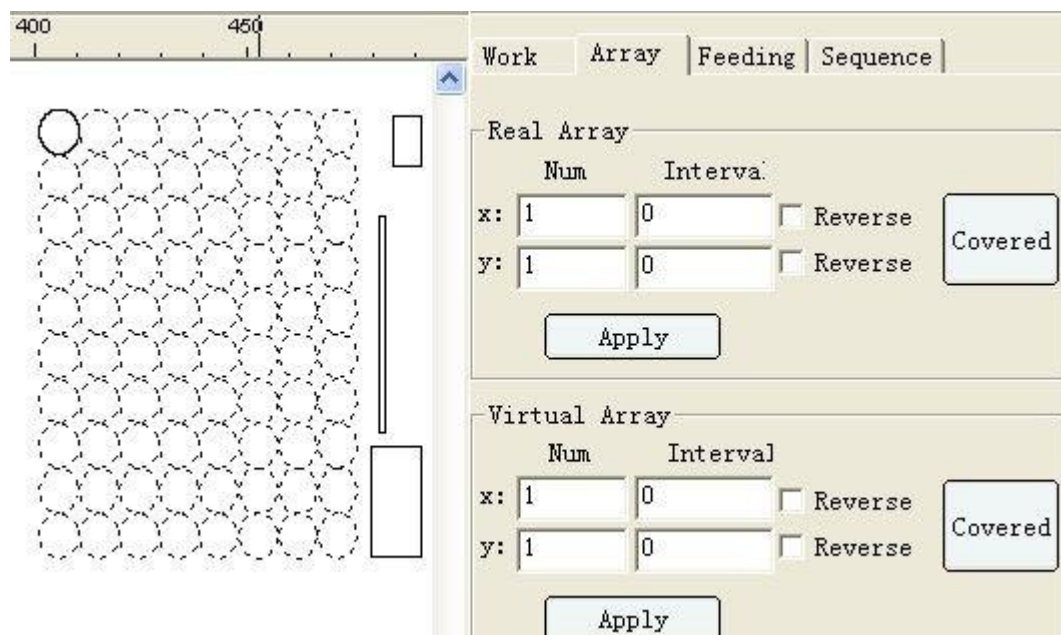 400 450
Work Array Feeding Sequence
Real Array
Num Interva
x: 1 0 Reverse
Covered
y: 1 0 Reverse
Apply
Virtual Array
Num Interval
x: 1 0 Reverse
Covered
y: 1 0 Reverse
Apply